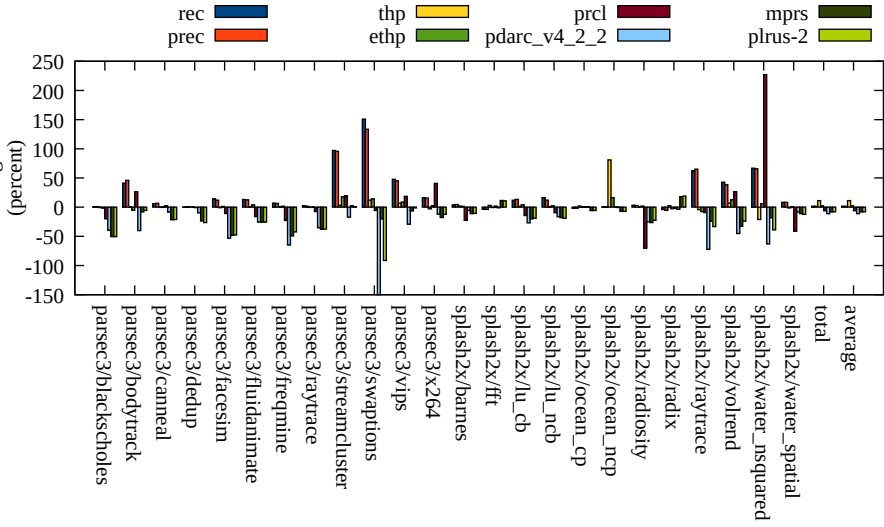 rec
thp
prcl
mprs
prec
ethp
pdarc_v4_2_2
plrus-2
(percent)
250
200
150
100
50
0
-50
-100
-150
parsec3/blackscholes
parsec3/bodytrack
parsec3/canneal
parsec3/dedup
parsec3/facesim
parsec3/fluidanimate
parsec3/freqmine
parsec3/raytrace
parsec3/streamcluster
parsec3/swaptions
parsec3/vips
parsec3/x264
splash2x/barnes
splash2x/fft
splash2x/lu_cb
splash2x/lu_ncb
splash2x/ocean_cp
splash2x/ocean_ncp
splash2x/radiosity
splash2x/radix
splash2x/raytrace
splash2x/volrend
splash2x/water_nsquared
splash2x/water_spatial
total
average